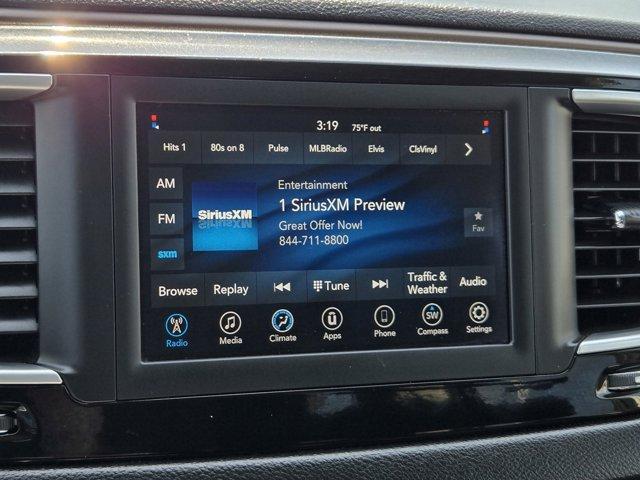 3:19 75°F out
Hits 1 80s on 8 Pulse MLBRadio Elvis ClsVinyl
AM
FM
sxm
SiriusXM
Entertainment
1 SiriusXM Preview
Great Offer Now!
844-711-8800
Fav
Browse Replay Tune Traffic & Weather Audio
Radio Media Climate Apps Phone SW Compass Settings